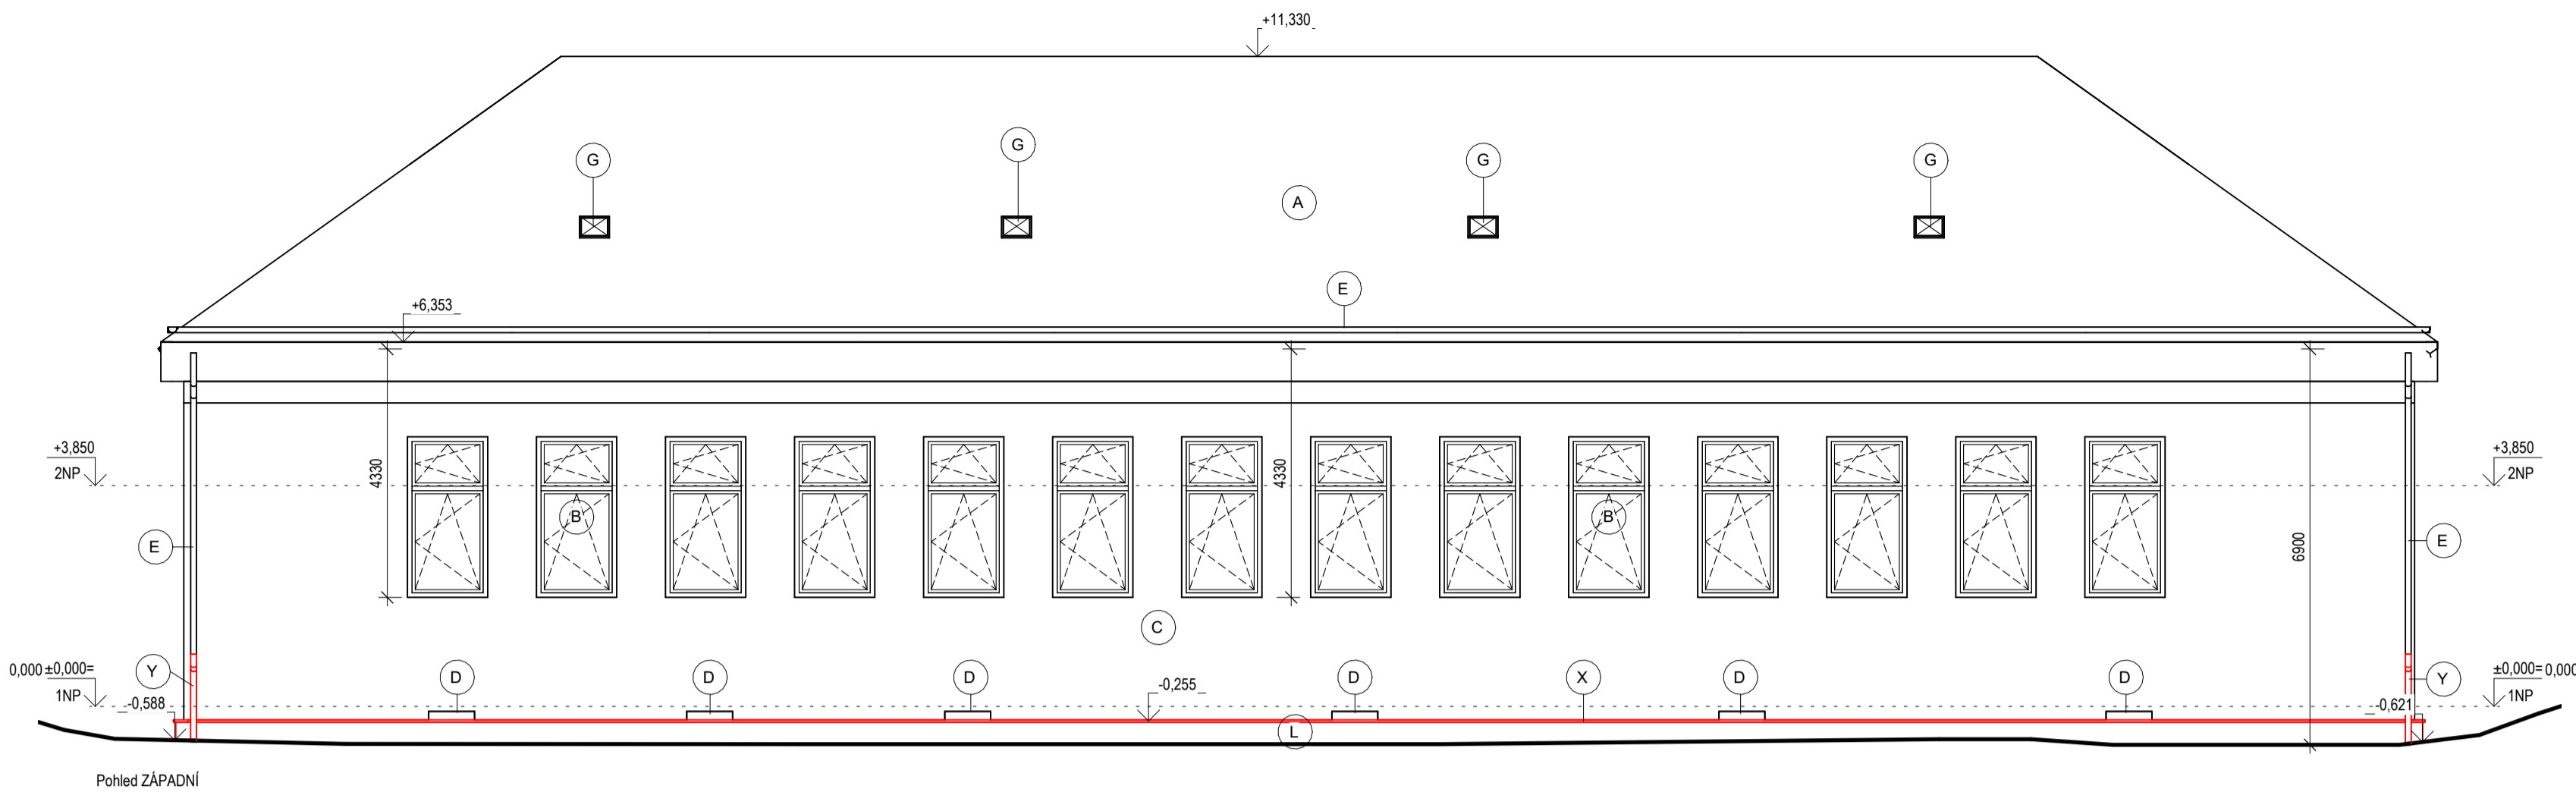 +11,330
G
G
G
G
A
E
+6,353
4330
4330
6900
+3,850
2NP
+3,850
2NP
B
B
E
E
C
Y
D
D
D
D
X
D
D
Y
0,000 ±0,000=
1NP
-0,588
-0,255
±0,000= 0,000
1NP
-0,621
L
Pohled ZÁPADNÍ